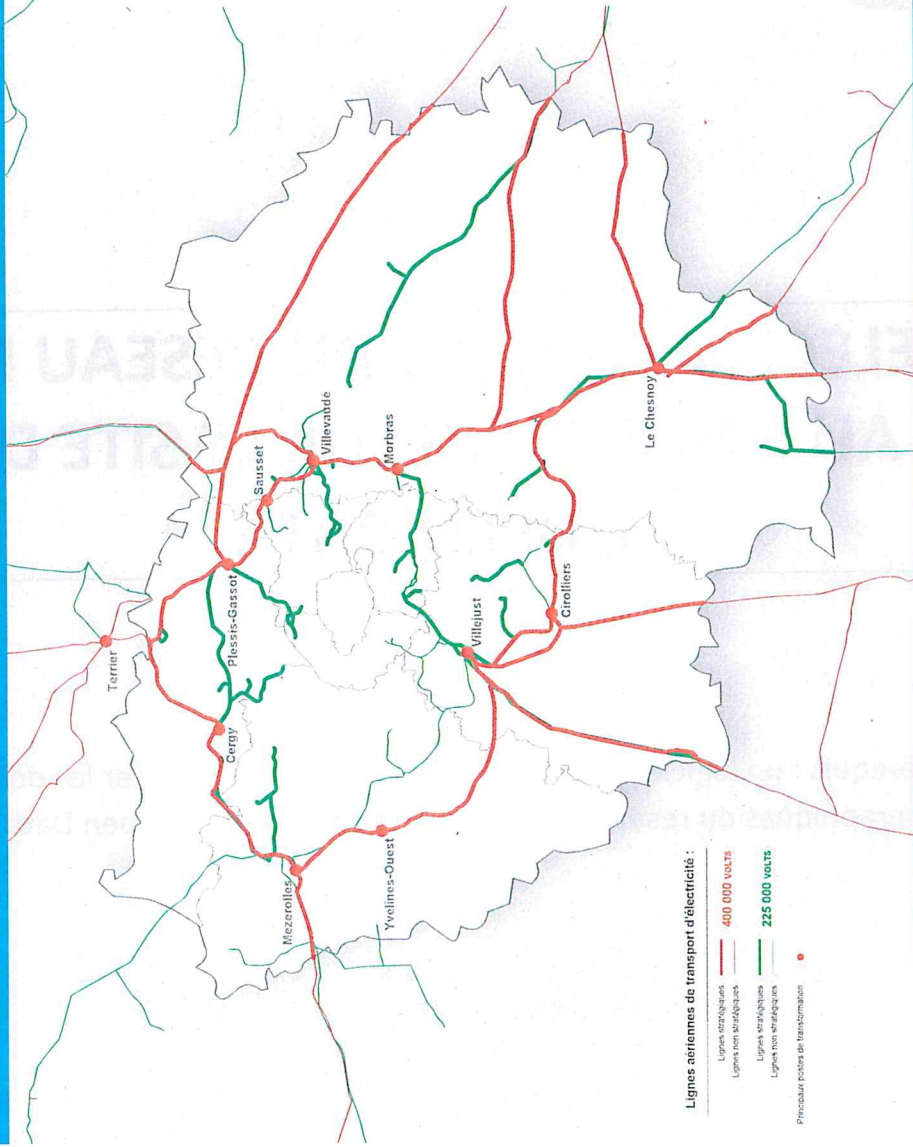 Terrier
Plessis-Gassot
Sausset
Villevaudé
Cergy
Morbras
Mezerolles
Yvelines-Ouest
Villejust
Cirolliers
Le Chesnoy
Lignes aériennes de transport d'électricité :
Lignes stratégiques
Lignes non stratégiques
400 000 VOLTS
Lignes stratégiques
Lignes non stratégiques
225 000 VOLTS
Principaux postes de transformation